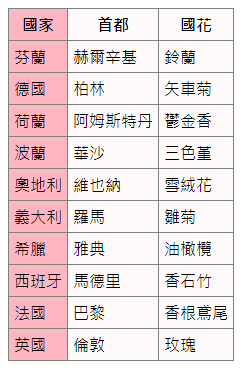 國家 首都 國花
芬蘭 赫爾辛基 鈴蘭
德國 柏林 矢車菊
荷蘭 阿姆斯特丹 鬱金香
波蘭 華沙 三色堇
奧地利 維也納 雪絨花
義大利 羅馬 雛菊
希臘 雅典 油橄欖
西班牙 馬德里 香石竹
法國 巴黎 香根鳶尾
英國 倫敦 玫瑰